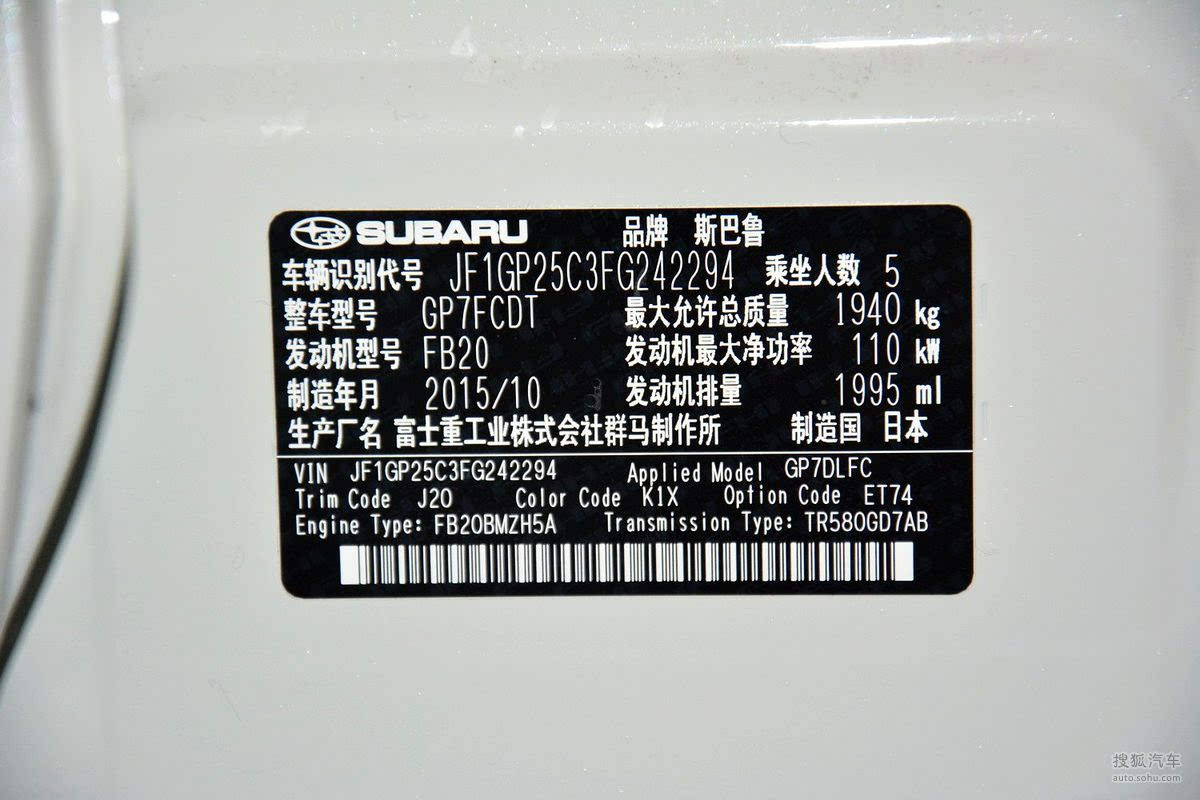 SUBARU 品牌 斯巴鲁
车辆识别代号 JF1GP25C3FG242294 乘坐人数 5
整车型号 GP7FCDT 最大允许总质量 1940 kg
发动机型号 FB20 发动机最大净功率 110 kW
制造年月 2015/10 发动机排量 1995 ml
生产厂名 富士重工业株式会社群马制作所 制造国 日本
VIN JF1GP25C3FG242294 Applied Model GP7DLFC
Trim Code J20 Color Code K1X Option Code ET74
Engine Type: FB20BMZH5A Transmission Type: TR580GD7AB
搜狐汽车
auto.sohu.com